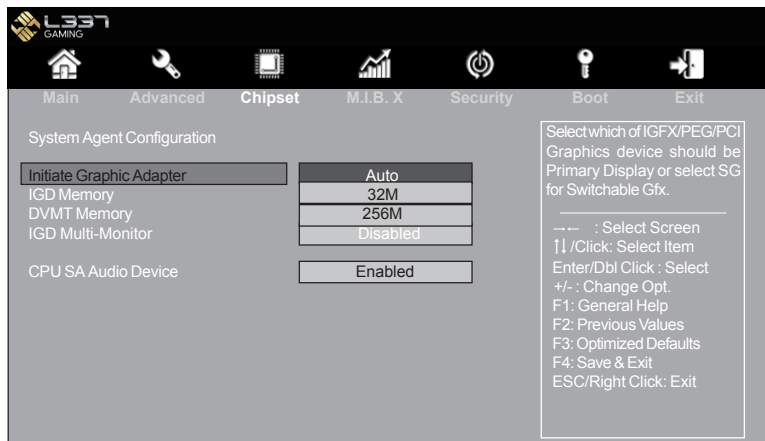 L337
GAMING
Main Advanced Chipset M.I.B. X Security Boot Exit
System Agent Configuration
Initiate Graphic Adapter Auto
IGD Memory 32M
DVMT Memory 256M
IGD Multi-Monitor Disabled
CPU SA Audio Device Enabled
Select which of IGFX/PEG/PCI
Graphics device should be
Primary Display or select SG
for Switchable Gfx.
→← : Select Screen
↑↓/Click: Select Item
Enter/Dbl Click : Select
+/- : Change Opt.
F1: General Help
F2: Previous Values
F3: Optimized Defaults
F4: Save & Exit
ESC/Right Click: Exit